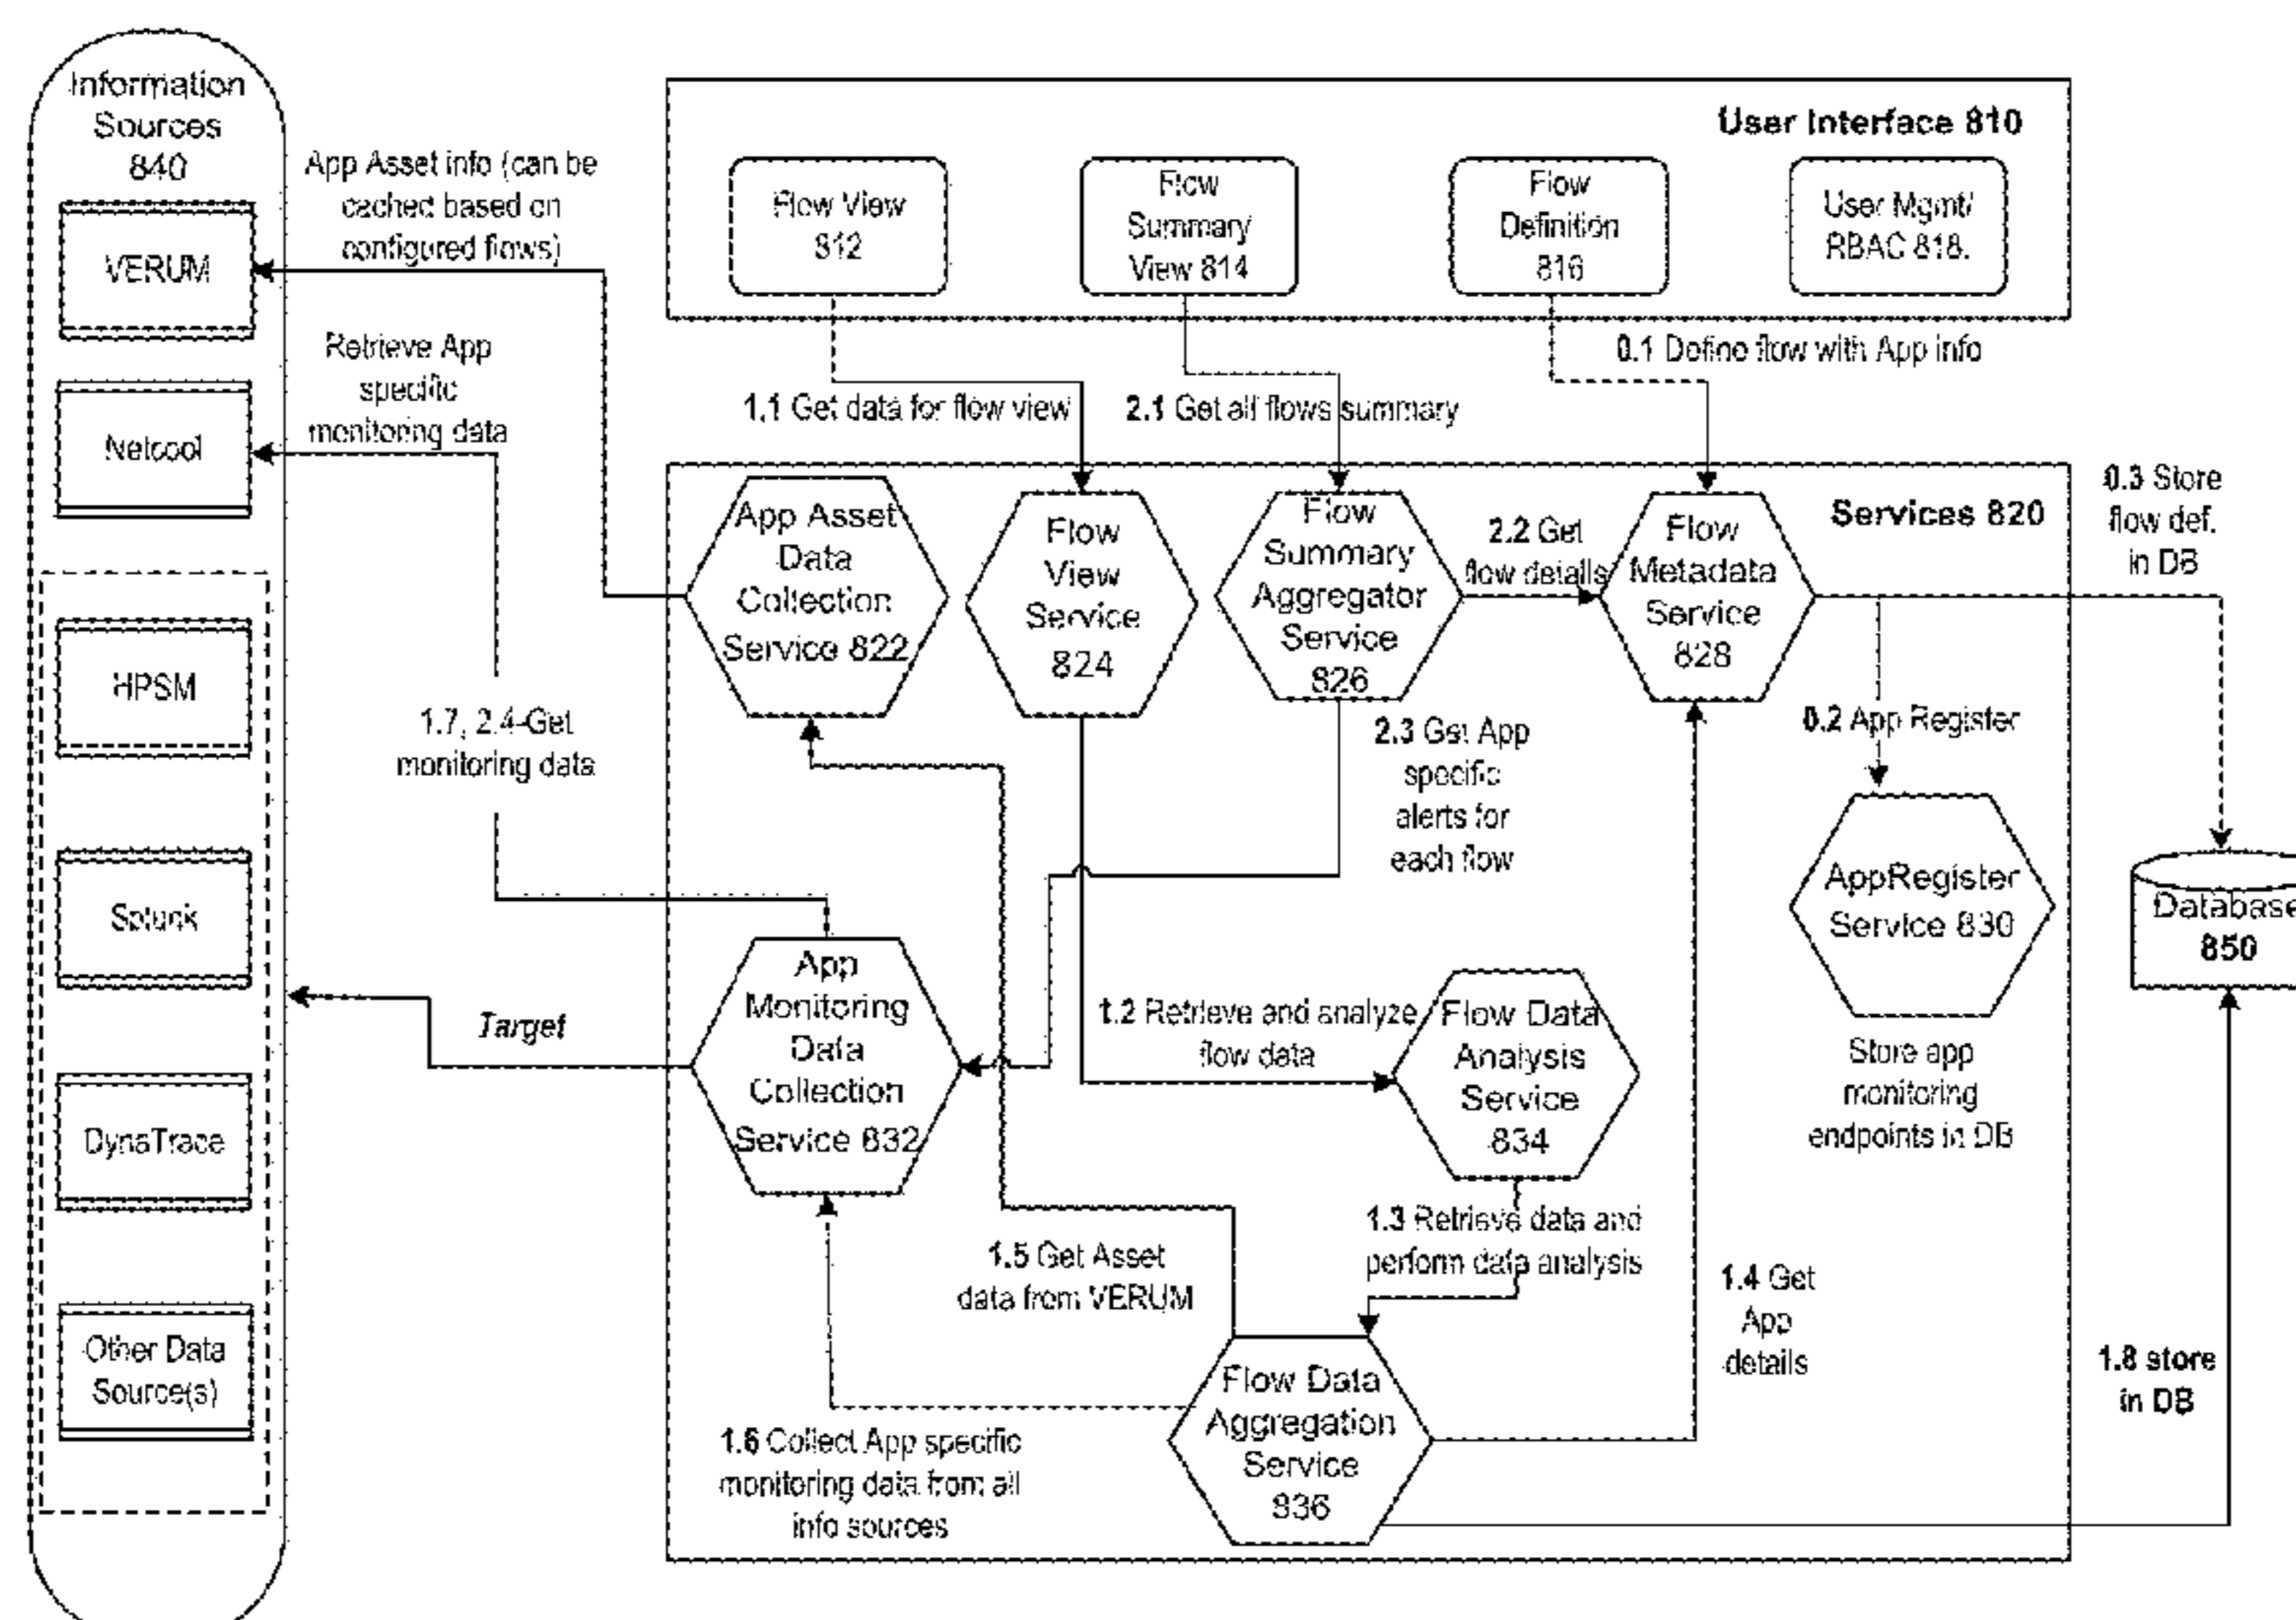 Information
Sources
840
VERUM
Netcool
HPSM
Splunk
DynaTrace
Other Data
Source(s)
App Asset info (can be
cached based on
configured flows)
Retrieve App
specific
monitoring data
1.7, 2.4-Get
monitoring data
Target
User Interface 810
Flow View
812
Flow
Summary
View 814
Flow
Definition
816
User Mgmt/
RBAC 818.
1.1 Get data for flow view
2.1 Get all flows summary
0.1 Define flow with App info
Services 820
App Asset
Data
Collection
Service 822
Flow
View
Service
824
Flow
Summary
Aggregator
Service
826
2.2 Get
flow details
Flow
Metadata
Service
828
0.3 Store
flow def.
in DB
0.2 App Register
2.3 Get App
specific
alerts for
each flow
AppRegister
Service 830
Store app
monitoring
endpoints in DB
Database
850
App
Monitoring
Data
Collection
Service 832
1.2 Retrieve and analyze
flow data
Flow Data
Analysis
Service
834
1.3 Retrieve data and
perform data analysis
1.5 Get Asset
data from VERUM
1.4 Get
App
details
1.6 Collect App specific
monitoring data from all
info sources
Flow Data
Aggregation
Service
836
1.8 store
in DB